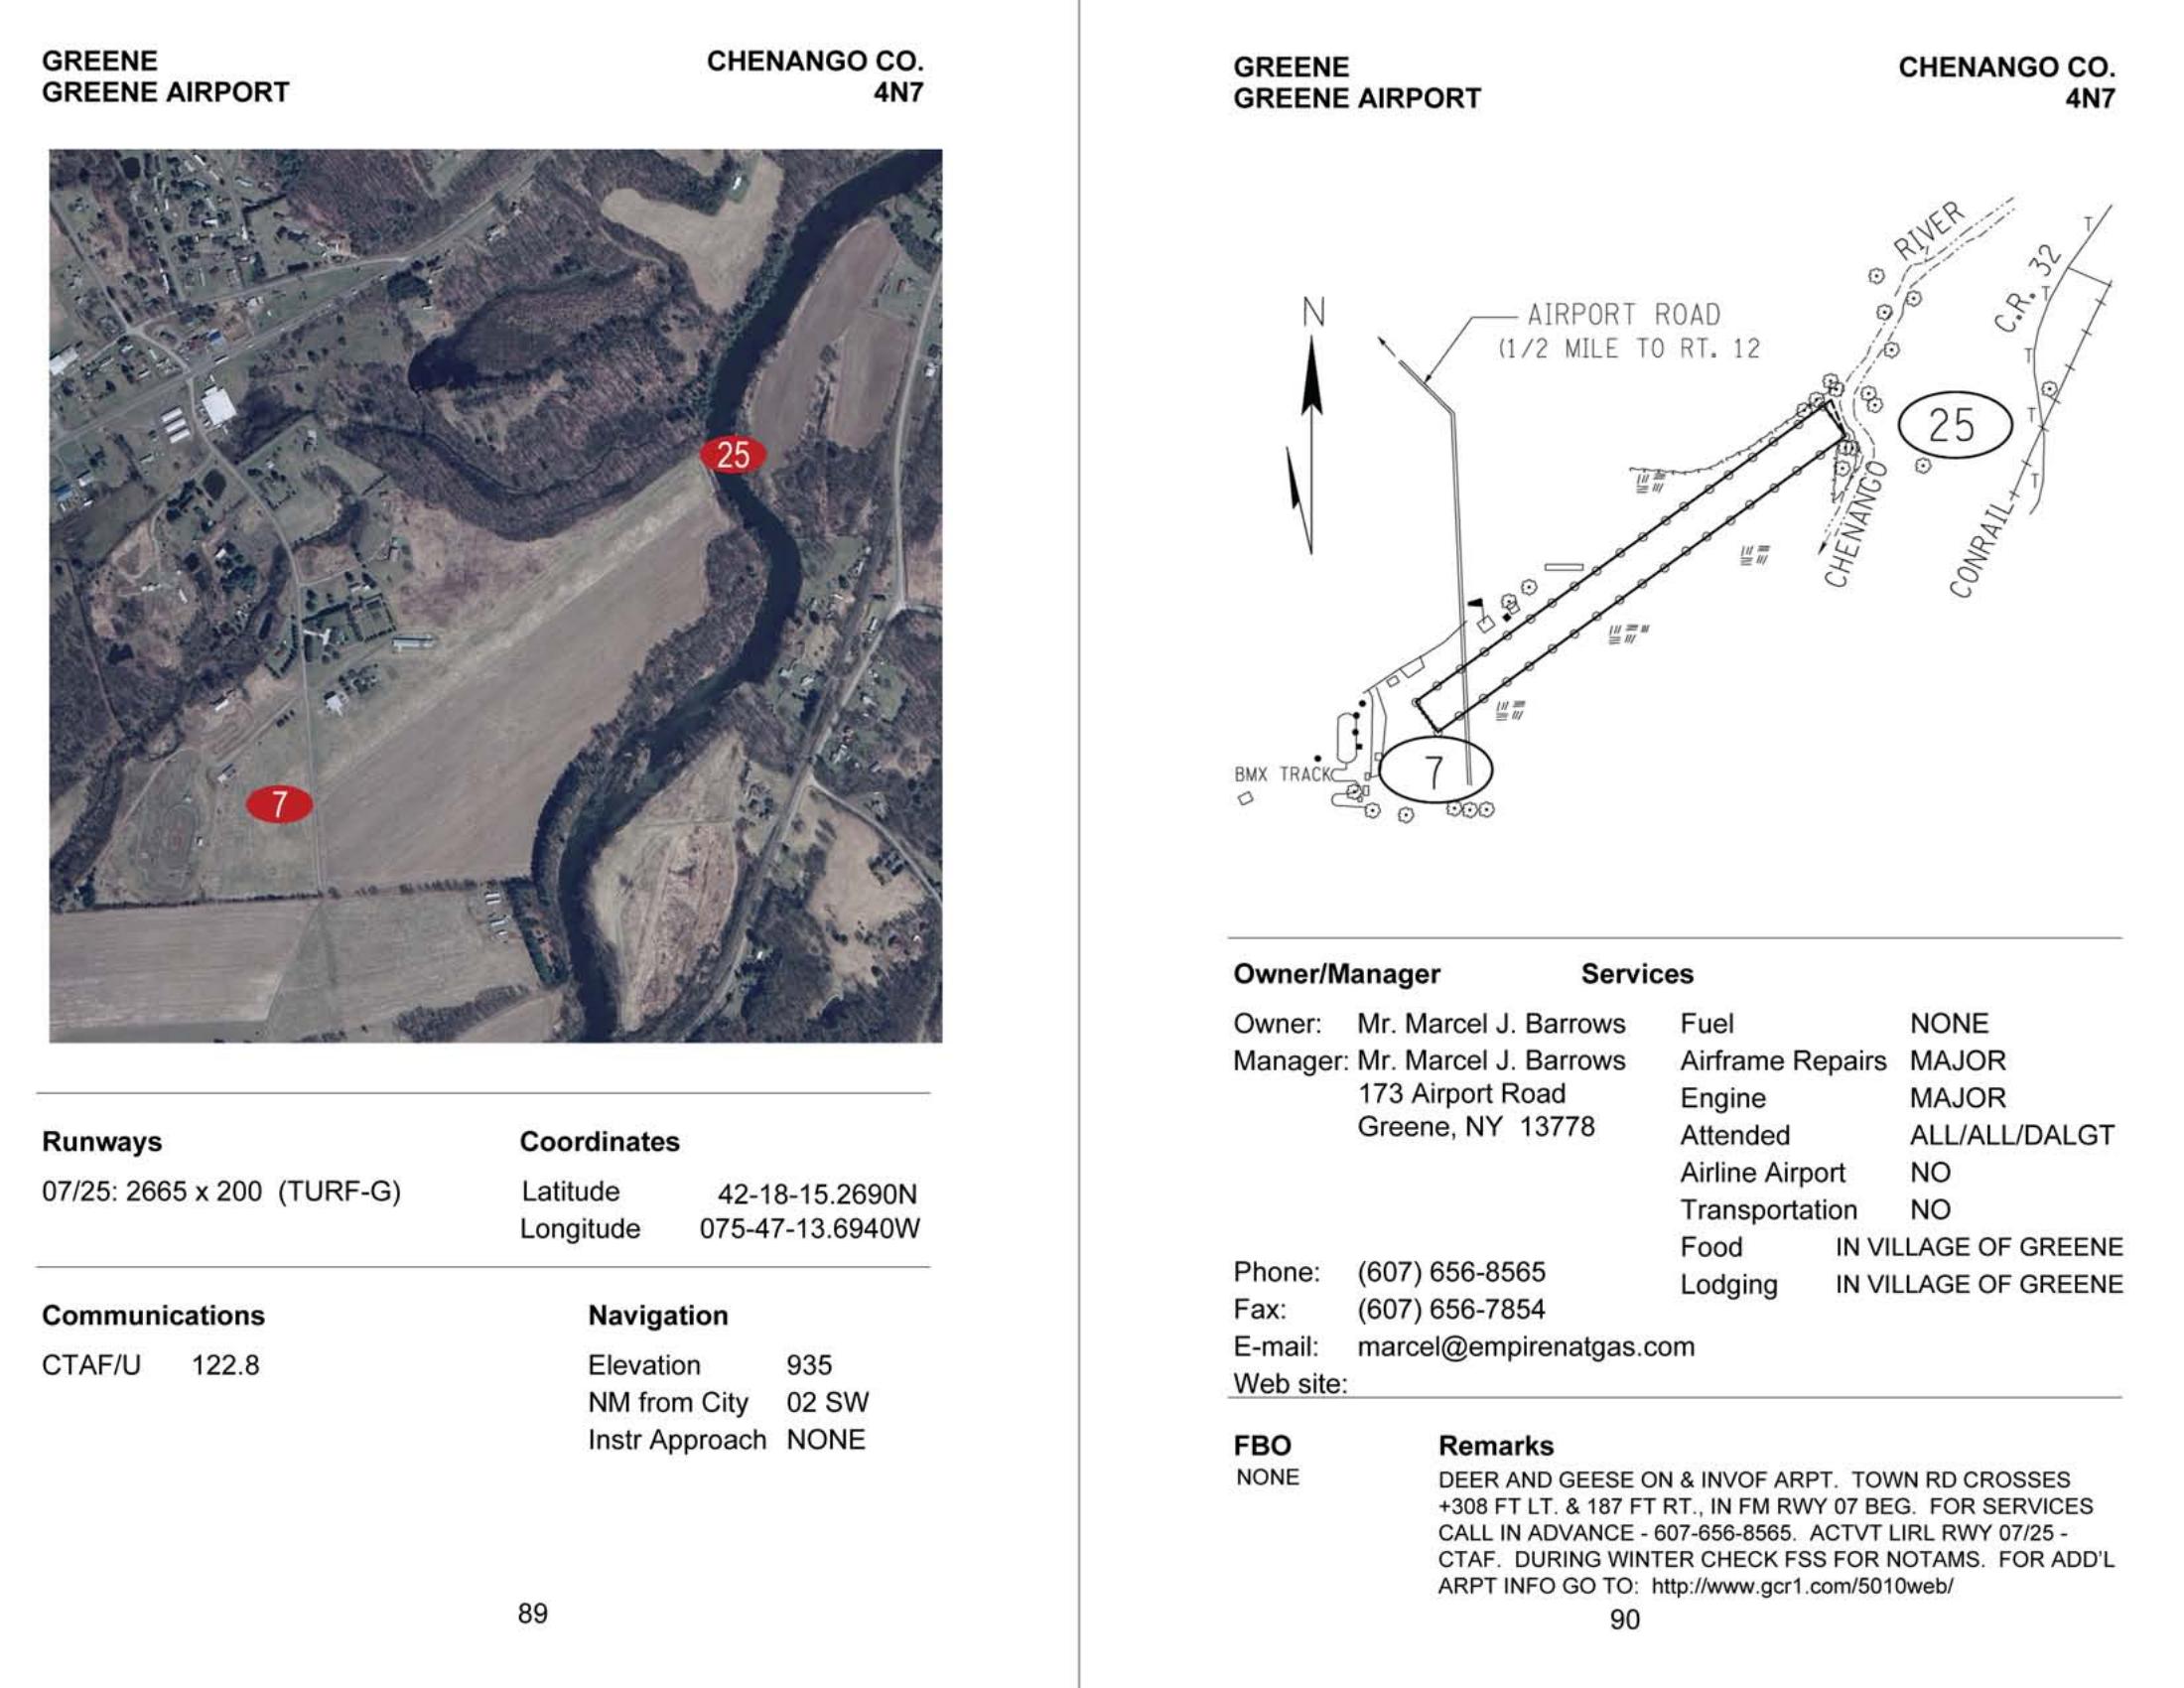 GREENE
GREENE AIRPORT
CHENANGO CO.
4N7
25
7
Runways
07/25: 2665 x 200 (TURF-G)
Coordinates
Latitude 42-18-15.2690N
Longitude 075-47-13.6940W
Communications
CTAF/U 122.8
Navigation
Elevation 935
NM from City 02 SW
Instr Approach NONE
89
GREENE
GREENE AIRPORT
CHENANGO CO.
4N7
N
AIRPORT ROAD
(1/2 MILE TO RT. 12
RIVER
C.R. 32
T
T
T
T
T
25
CHENANGO
CONRAIL
7
BMX TRACK
Owner/Manager
Owner: Mr. Marcel J. Barrows
Manager: Mr. Marcel J. Barrows
173 Airport Road
Greene, NY 13778
Phone: (607) 656-8565
Fax: (607) 656-7854
E-mail: marcel@empirenatgas.com
Web site:
Services
Fuel NONE
Airframe Repairs MAJOR
Engine MAJOR
Attended ALL/ALL/DALGT
Airline Airport NO
Transportation NO
Food IN VILLAGE OF GREENE
Lodging IN VILLAGE OF GREENE
FBO
NONE
Remarks
DEER AND GEESE ON & INVOF ARPT. TOWN RD CROSSES
+308 FT LT. & 187 FT RT., IN FM RWY 07 BEG. FOR SERVICES
CALL IN ADVANCE - 607-656-8565. ACTVT LIRL RWY 07/25 -
CTAF. DURING WINTER CHECK FSS FOR NOTAMS. FOR ADD'L
ARPT INFO GO TO: http://www.gcr1.com/5010web/
90